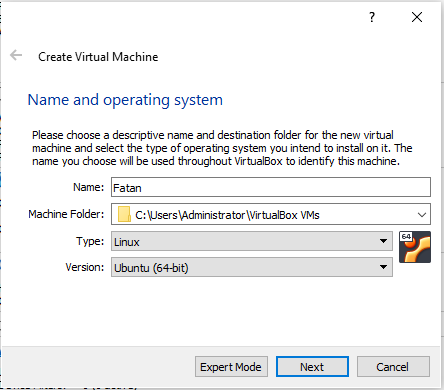 ?
Create Virtual Machine
Name and operating system
Please choose a descriptive name and destination folder for the new virtual
machine and select the type of operating system you intend to install on it. The
name you choose will be used throughout VirtualBox to identify this machine.
Name: Fatan
Machine Folder: C:\Users\Administrator\VirtualBox VMs
Type: Linux
64
Version: Ubuntu (64-bit)
Expert Mode Next Cancel